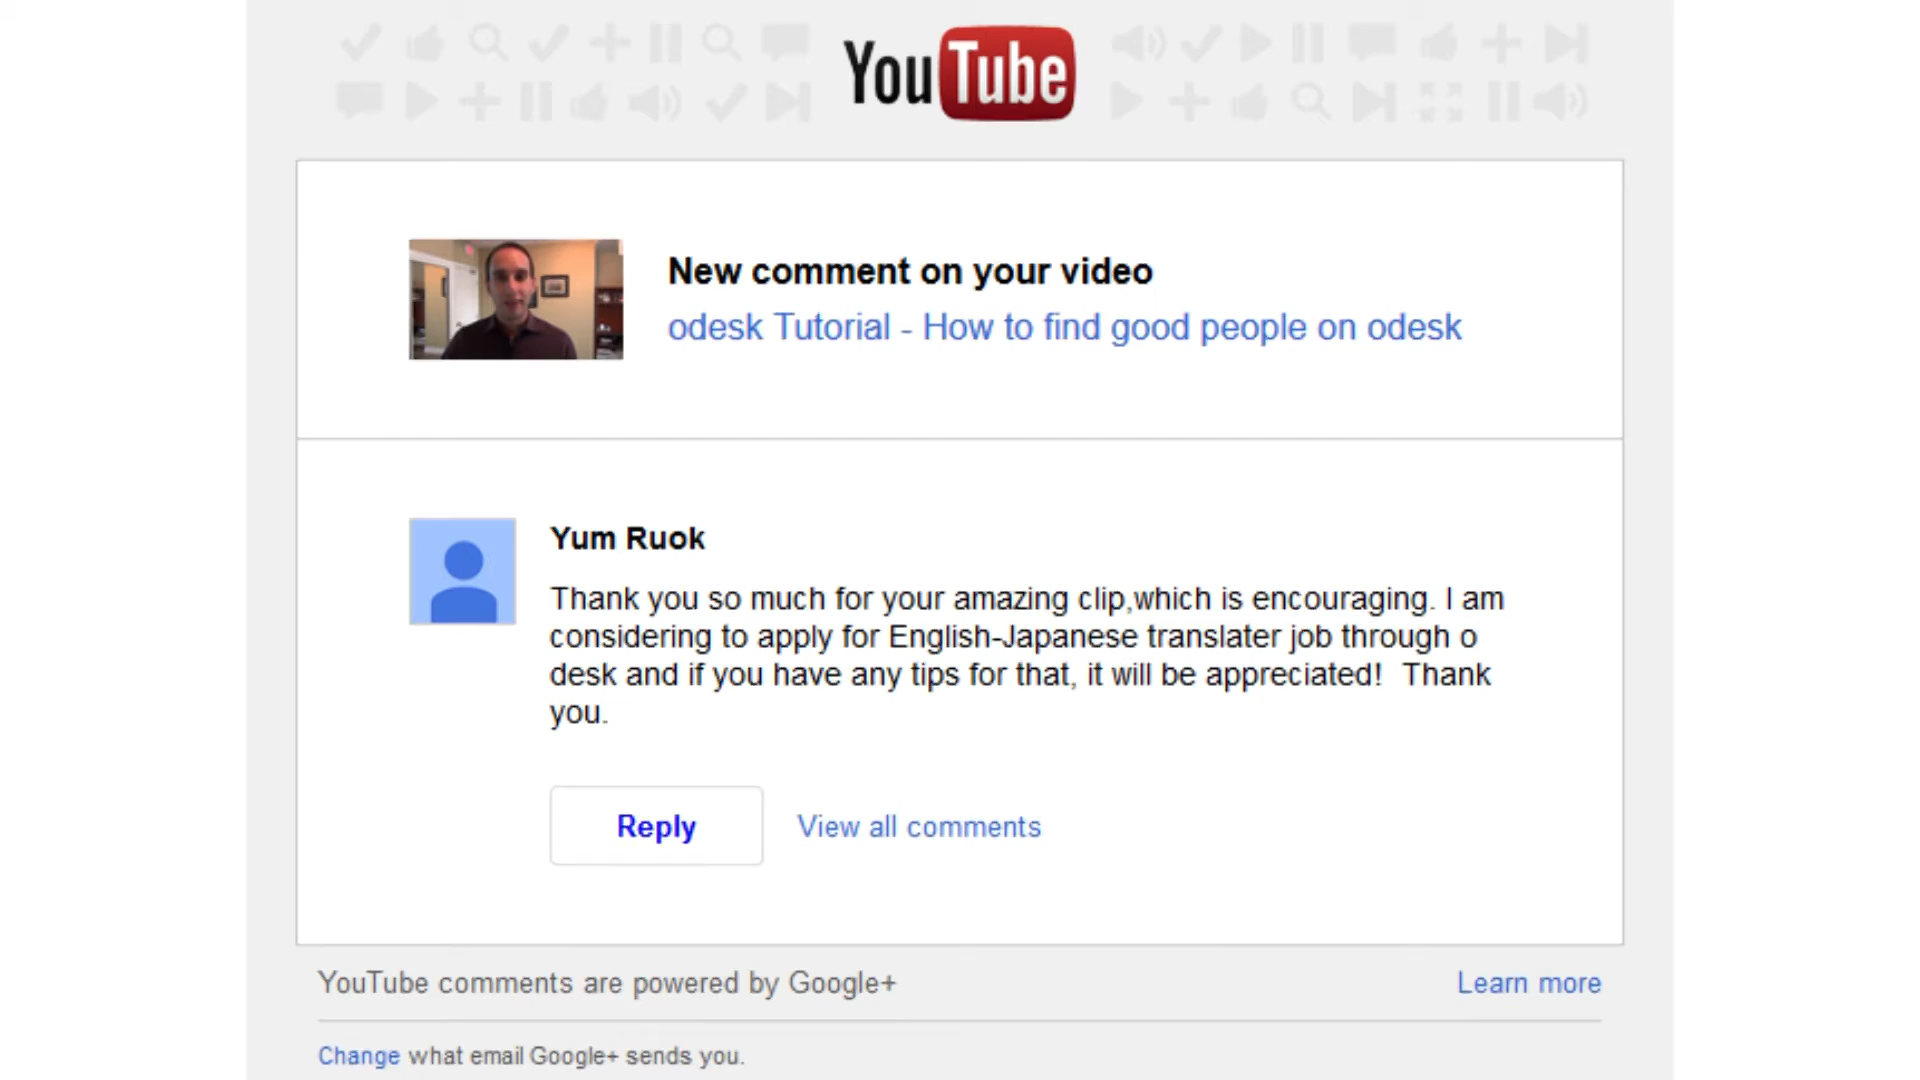 YouTube
New comment on your video
odesk Tutorial - How to find good people on odesk
Yum Ruok
Thank you so much for your amazing clip,which is encouraging. I am
considering to apply for English-Japanese translater job through o
desk and if you have any tips for that, it will be appreciated!  Thank
you.
Reply
View all comments
YouTube comments are powered by Google+
Learn more
Change what email Google+ sends you.